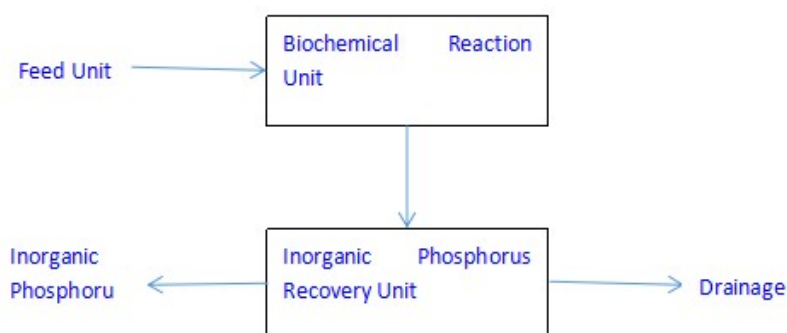 Feed Unit
Biochemical Reaction
Unit
Inorganic
Phosphoru
Inorganic Phosphorus
Recovery Unit
Drainage